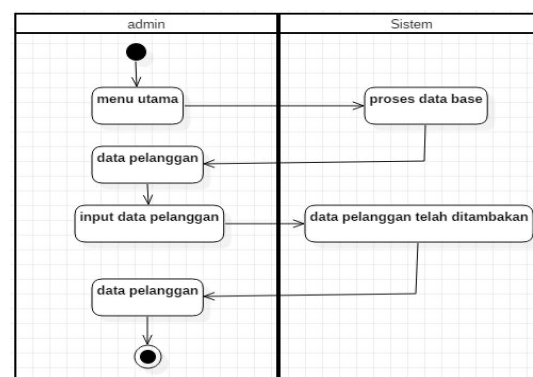 admin
Sistem
menu utama
proses data base
data pelanggan
input data pelanggan
data pelanggan telah ditambakan
data pelanggan